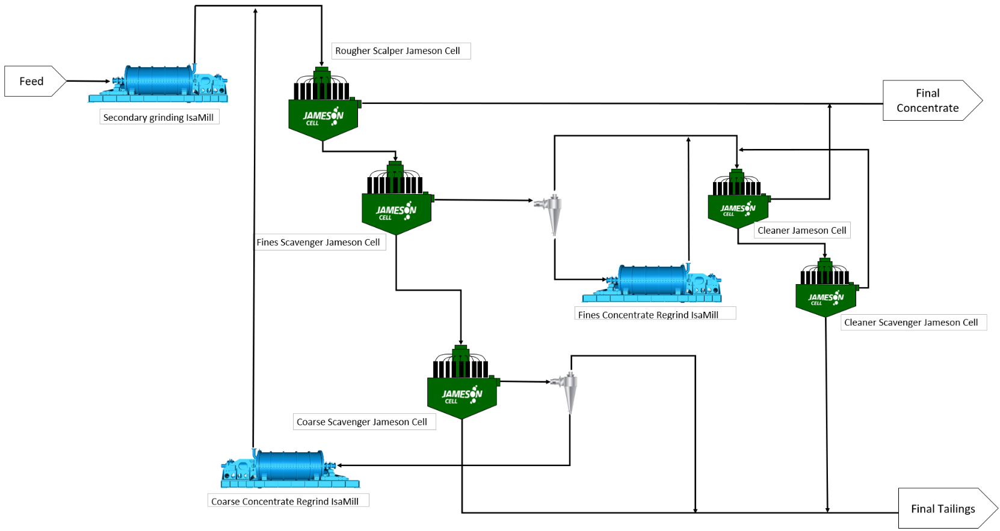 Rougher Scalper Jameson Cell
Feed
Secondary grinding IsaMill
JAMESON
CELL
Final
Concentrate
JAMESON
CELL
Fines Scavenger Jameson Cell
JAMESON
CELL
Cleaner Jameson Cell
JAMESON
CELL
Fines Concentrate Regrind IsaMill
Cleaner Scavenger Jameson Cell
JAMESON
CELL
Coarse Scavenger Jameson Cell
Coarse Concentrate Regrind IsaMill
Final Tailings